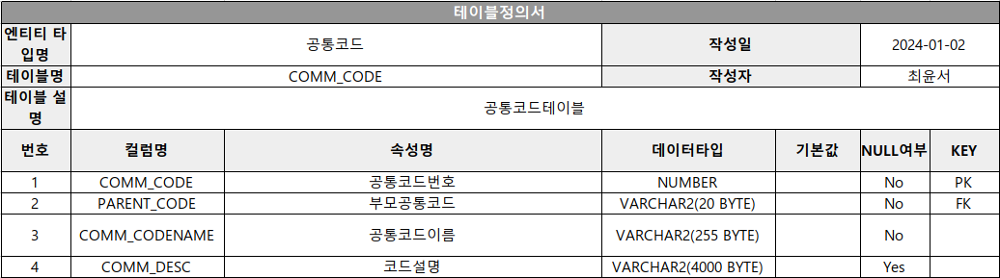 테이블정의서
엔티티 타입명 공통코드 작성일 2024-01-02
테이블명 COMM_CODE 작성자 최윤서
테이블 설명 공통코드테이블
번호 컬럼명 속성명 데이터타입 기본값 NULL여부 KEY
1 COMM_CODE 공통코드번호 NUMBER No PK
2 PARENT_CODE 부모공통코드 VARCHAR2(20 BYTE) No FK
3 COMM_CODENAME 공통코드이름 VARCHAR2(255 BYTE) No
4 COMM_DESC 코드설명 VARCHAR2(4000 BYTE) Yes